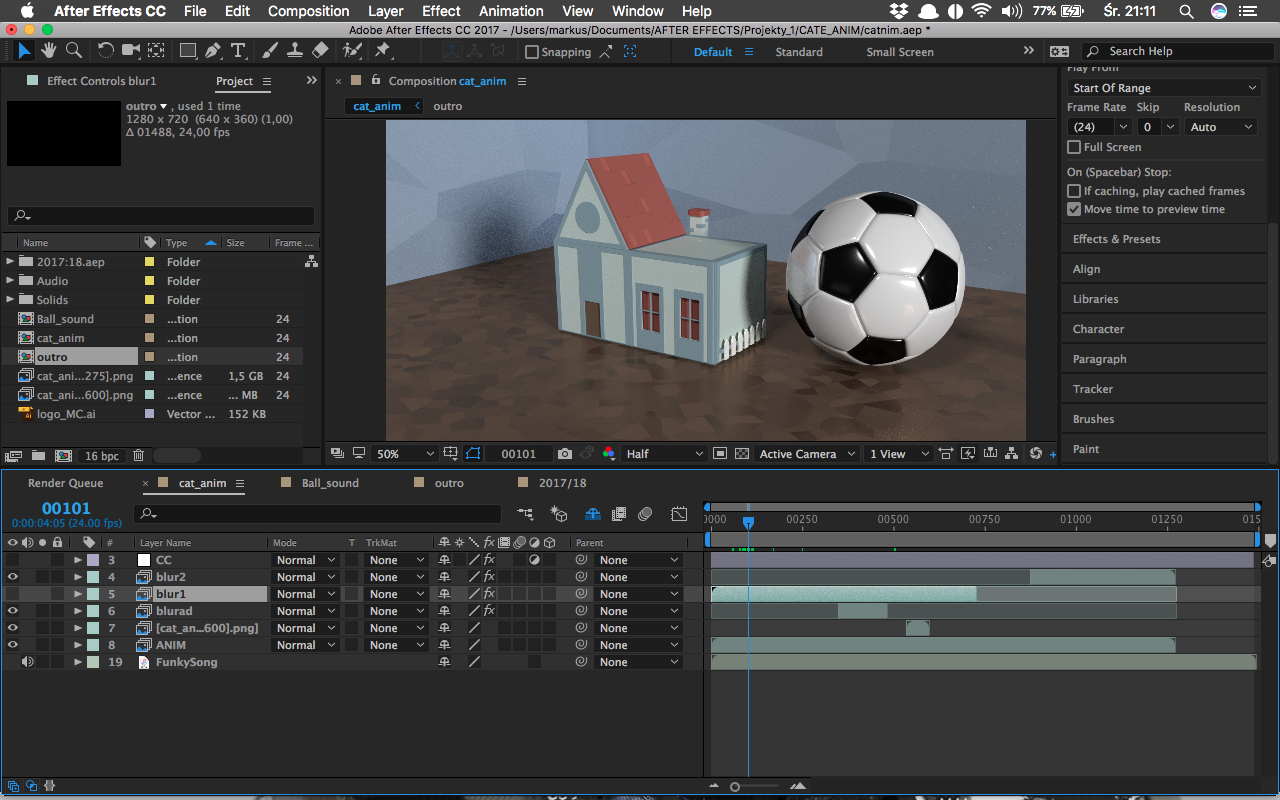 After Effects CC File Edit Composition Layer Effect Animation View Window Help 77% Śr. 21:11
Adobe After Effects CC 2017 - /Users/markus/Documents/AFTER EFFECTS/Projekty_1/CATE_ANIM/catnim.aep *
Snapping Default Standard Small Screen Search Help
Effect Controls blur1 Project
outro , used 1 time
1280 x 720 (640 x 360) (1,00)
Δ 01488, 24,00 fps
Name Type Size Frame ...
2017:18.aep Folder
Audio Folder
Solids Folder
Ball_sound ...tion 24
cat_anim ...tion 24
outro ...tion 24
cat_ani...275].png ...ence 1,5 GB 24
cat_ani...600].png ...ence ... MB 24
logo_MC.ai Vector ... 152 KB
16 bpc
Composition cat_anim
cat_anim outro
50% 00101 Half Active Camera 1 View
Play From
Start Of Range
Frame Rate Skip Resolution
(24) 0 Auto
Full Screen
On (Spacebar) Stop:
If caching, play cached frames
Move time to preview time
Effects & Presets
Align
Libraries
Character
Paragraph
Tracker
Brushes
Paint
Render Queue cat_anim Ball_sound outro 2017/18
00101
0:00:04:05 (24.00 fps)
0000 00250 00500 00750 01000 01250 015
# Layer Name Mode T TrkMat Parent
3 CC Normal None None
4 blur2 Normal None None
5 blur1 Normal None None
6 blurad Normal None None
7 [cat_an...600].png] Normal None None
8 ANIM Normal None None
19 FunkySong None